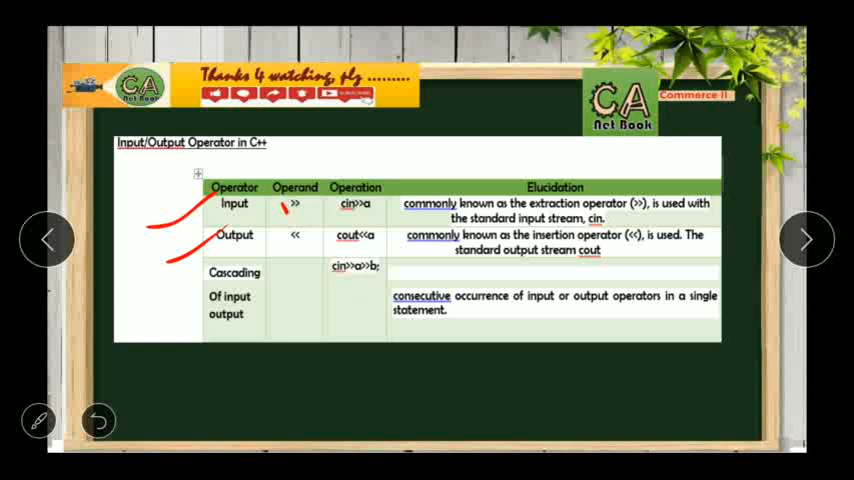 Thanks 4 watching, plz .........
CA
Net Book
SUBSCRIBE
CA
Net Book
Commerce II
Input/Output Operator in C++
Operator Operand Operation Elucidation
Input >> cin>>a commonly known as the extraction operator (>>), is used with
the standard input stream, cin.
Output << cout<<a commonly known as the insertion operator (<<), is used. The
standard output stream cout
Cascading cin>>a>>b;
Of input consecutive occurrence of input or output operators in a single
output statement.